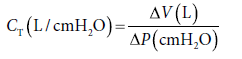 C_T (L/cmH₂O) = ΔV(L) / ΔP(cmH₂O)